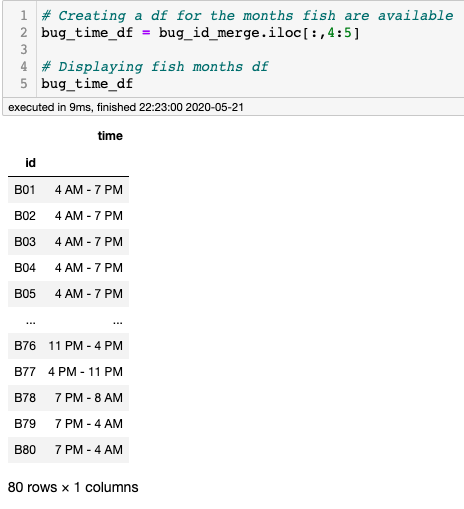 1 # Creating a df for the months fish are available
2 bug_time_df = bug_id_merge.iloc[:,4:5]
3
4 # Displaying fish months df
5 bug_time_df
executed in 9ms, finished 22:23:00 2020-05-21
time
id
B01 4 AM - 7 PM
B02 4 AM - 7 PM
B03 4 AM - 7 PM
B04 4 AM - 7 PM
B05 4 AM - 7 PM
... ...
B76 11 PM - 4 PM
B77 4 PM - 11 PM
B78 7 PM - 8 AM
B79 7 PM - 4 AM
B80 7 PM - 4 AM
80 rows × 1 columns